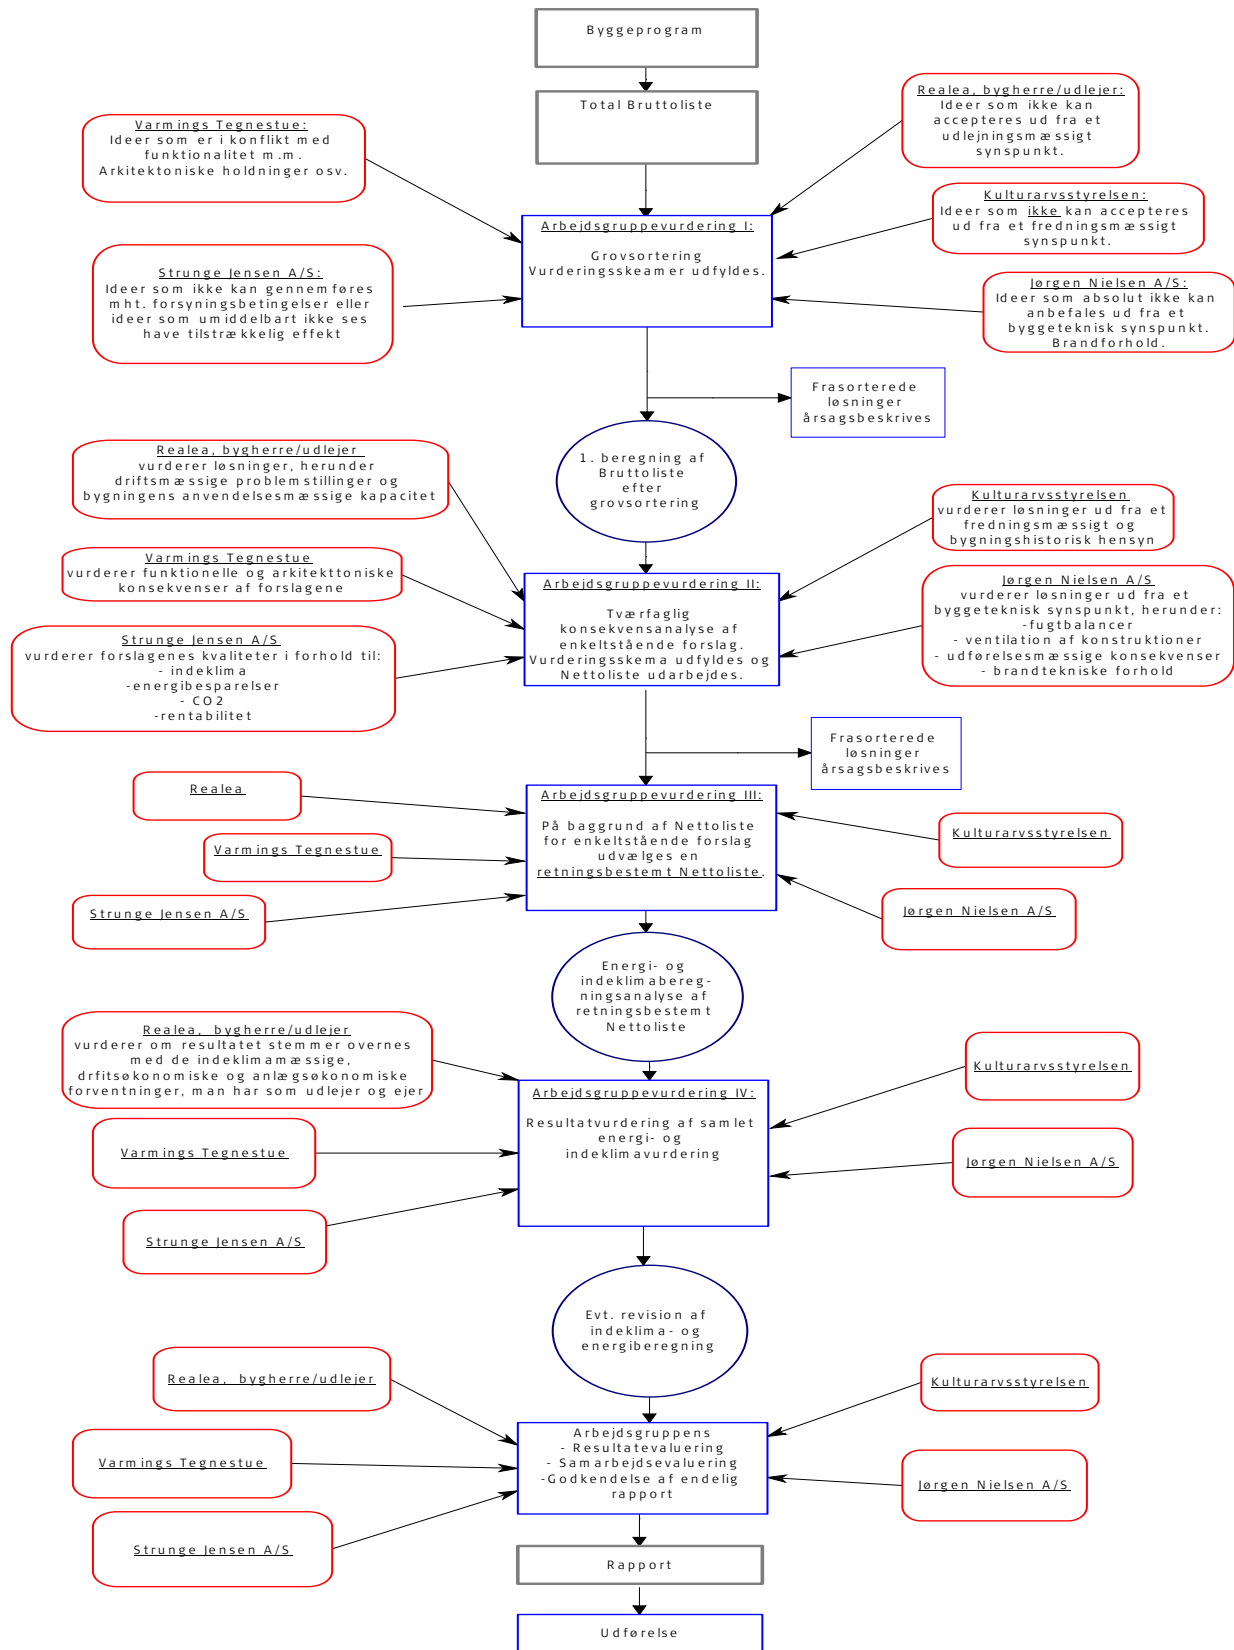 Byggeprogram
Total Bruttoliste
Varmings Tegnestue:
Ideer som er i konflikt med
funktionalitet m.m.
Arkitektoniske holdninger osv.
Realea, bygherre/udlejer:
Ideer som ikke kan
accepteres ud fra et
udlejningsmæssigt
synspunkt.
Kulturarvsstyrelsen:
Ideer som ikke kan accepteres
ud fra et fredningsmæssigt
synspunkt.
Arbejdsgruppevurdering I:
Grovsortering
Vurderingsskeamer udfyldes.
Strunge Jensen A/S:
Ideer som ikke kan gennemføres
mht. forsyningsbetingelser eller
ideer som umiddelbart ikke ses
have tilstrækkelig effekt
Jørgen Nielsen A/S:
Ideer som absolut ikke kan
anbefales ud fra et
byggeteknisk synspunkt.
Brandforhold.
Frasorterede
løsninger
årsagsbeskrives
1. beregning af
Bruttoliste
efter
grovsortering
Realea, bygherre/udlejer
vurderer løsninger, herunder
driftsmæssige problemstillinger og
bygningens anvendelsesmæssige kapacitet
Kulturarvsstyrelsen
vurderer løsninger ud fra et
fredningsmæssigt og
bygningshistorisk hensyn
Varmings Tegnestue
vurderer funktionelle og arkitekttoniske
konsekvenser af forslagene
Arbejdsgruppevurdering II:
Tværfaglig
konsekvensanalyse af
enkeltstående forslag.
Vurderingsskema udfyldes og
Nettoliste udarbejdes.
Jørgen Nielsen A/S
vurderer løsninger ud fra et
byggeteknisk synspunkt, herunder:
-fugtbalancer
- ventilation af konstruktioner
- udførelsesmæssige konsekvenser
- brandtekniske forhold
Strunge Jensen A/S
vurderer forslagenes kvaliteter i forhold til:
- indeklima
-energibesparelser
- CO2
-rentabilitet
Frasorterede
løsninger
årsagsbeskrives
Realea
Varmings Tegnestue
Strunge Jensen A/S
Arbejdsgruppevurdering III:
På baggrund af Nettoliste
for enkeltstående forslag
udvælges en
retningsbestemt Nettoliste.
Kulturarvsstyrelsen
Jørgen Nielsen A/S
Energi- og
indeklimabereg-
ningsanalyse af
retningsbestemt
Nettoliste
Realea, bygherre/udlejer
vurderer om resultatet stemmer overnes
med de indeklimamæssige,
drfitsøkonomiske og anlægsøkonomiske
forventninger, man har som udlejer og ejer
Kulturarvsstyrelsen
Arbejdsgruppevurdering IV:
Resultatvurdering af samlet
energi- og
indeklimavurdering
Varmings Tegnestue
Jørgen Nielsen A/S
Strunge Jensen A/S
Evt. revision af
indeklima- og
energiberegning
Realea, bygherre/udlejer
Kulturarvsstyrelsen
Arbejdsgruppens
- Resultatevaluering
- Samarbejdsevaluering
-Godkendelse af endelig
rapport
Varmings Tegnestue
Jørgen Nielsen A/S
Strunge Jensen A/S
Rapport
Udførelse